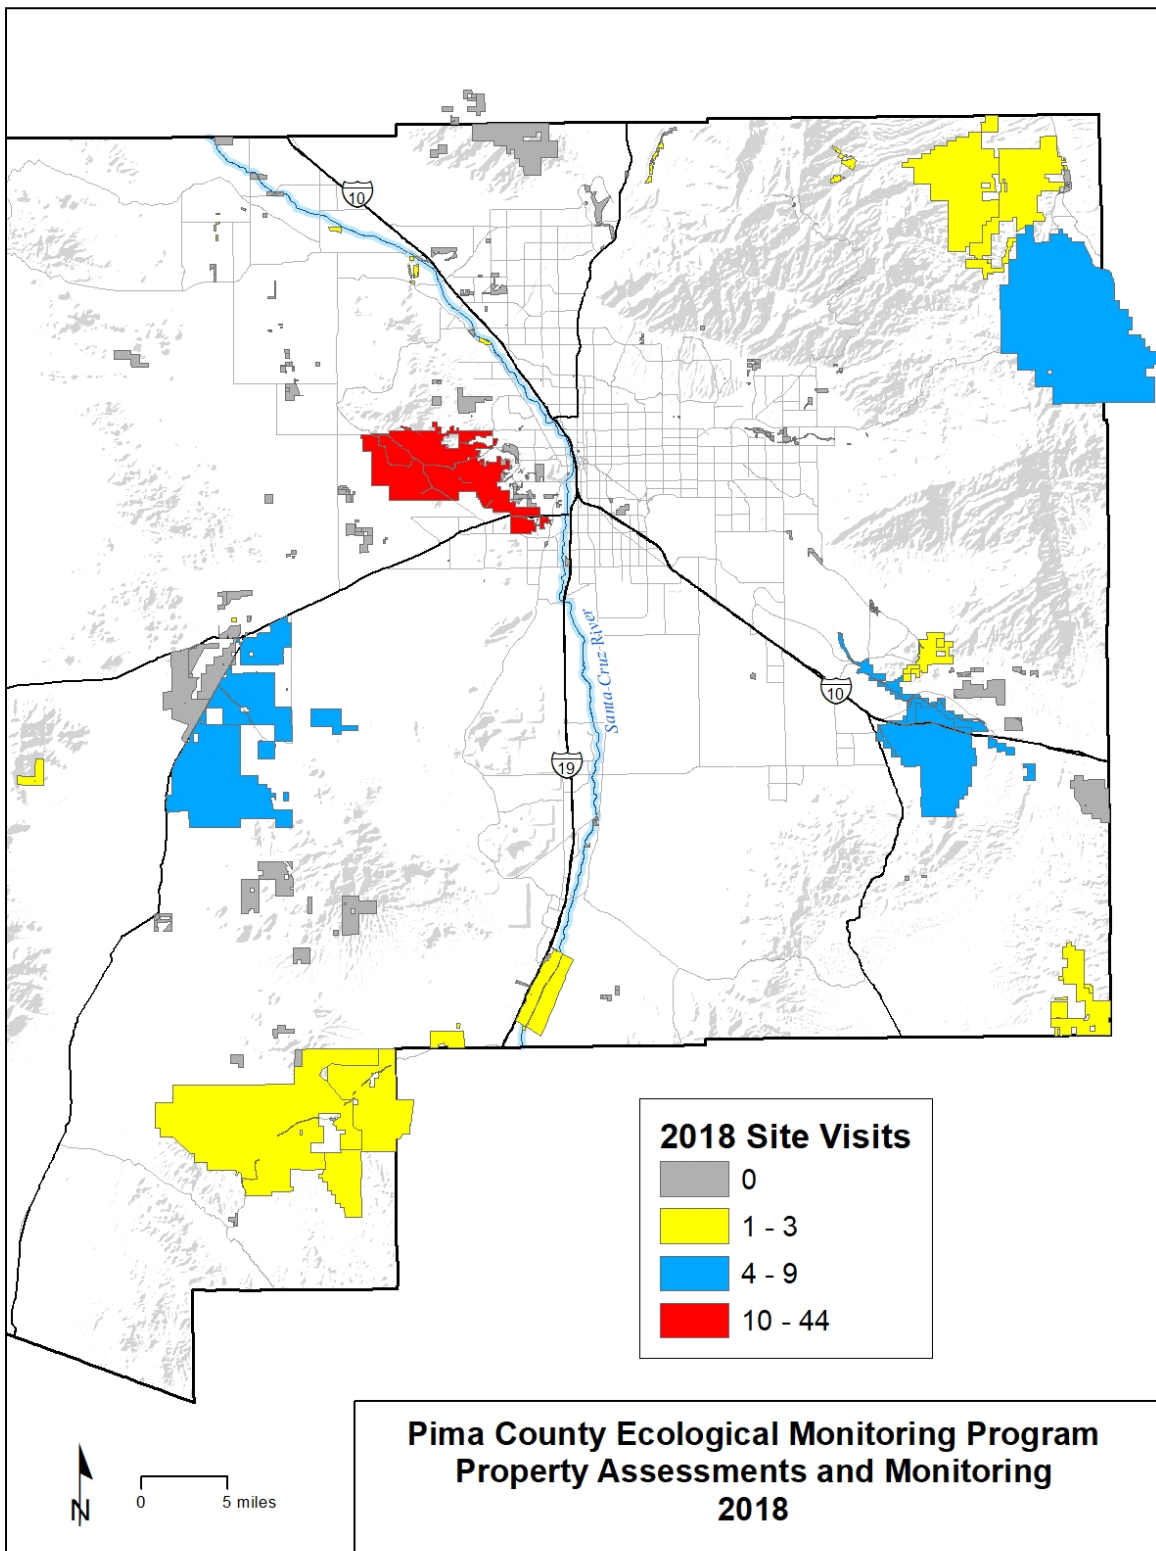 10
Santa Cruz River
10
19
2018 Site Visits
0
1 - 3
4 - 9
10 - 44
N
0 5 miles
Pima County Ecological Monitoring Program
Property Assessments and Monitoring
2018